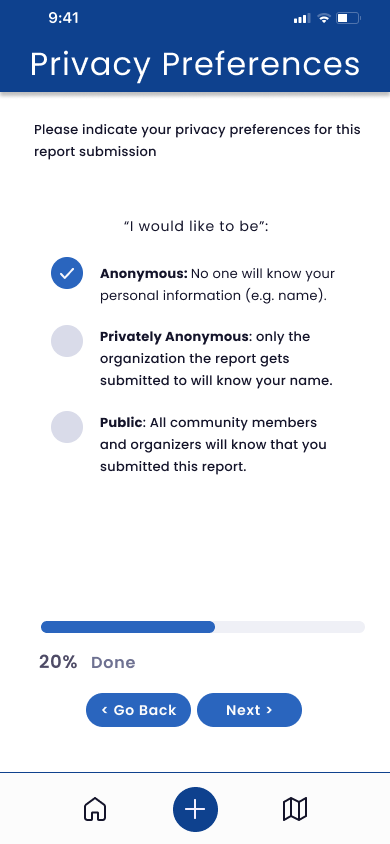 9:41
Privacy Preferences
Please indicate your privacy preferences for this
report submission
“I would like to be”:
Anonymous: No one will know your
personal information (e.g. name).
Privately Anonymous: only the
organization the report gets
submitted to will know your name.
Public: All community members
and organizers will know that you
submitted this report.
20% Done
< Go Back Next >